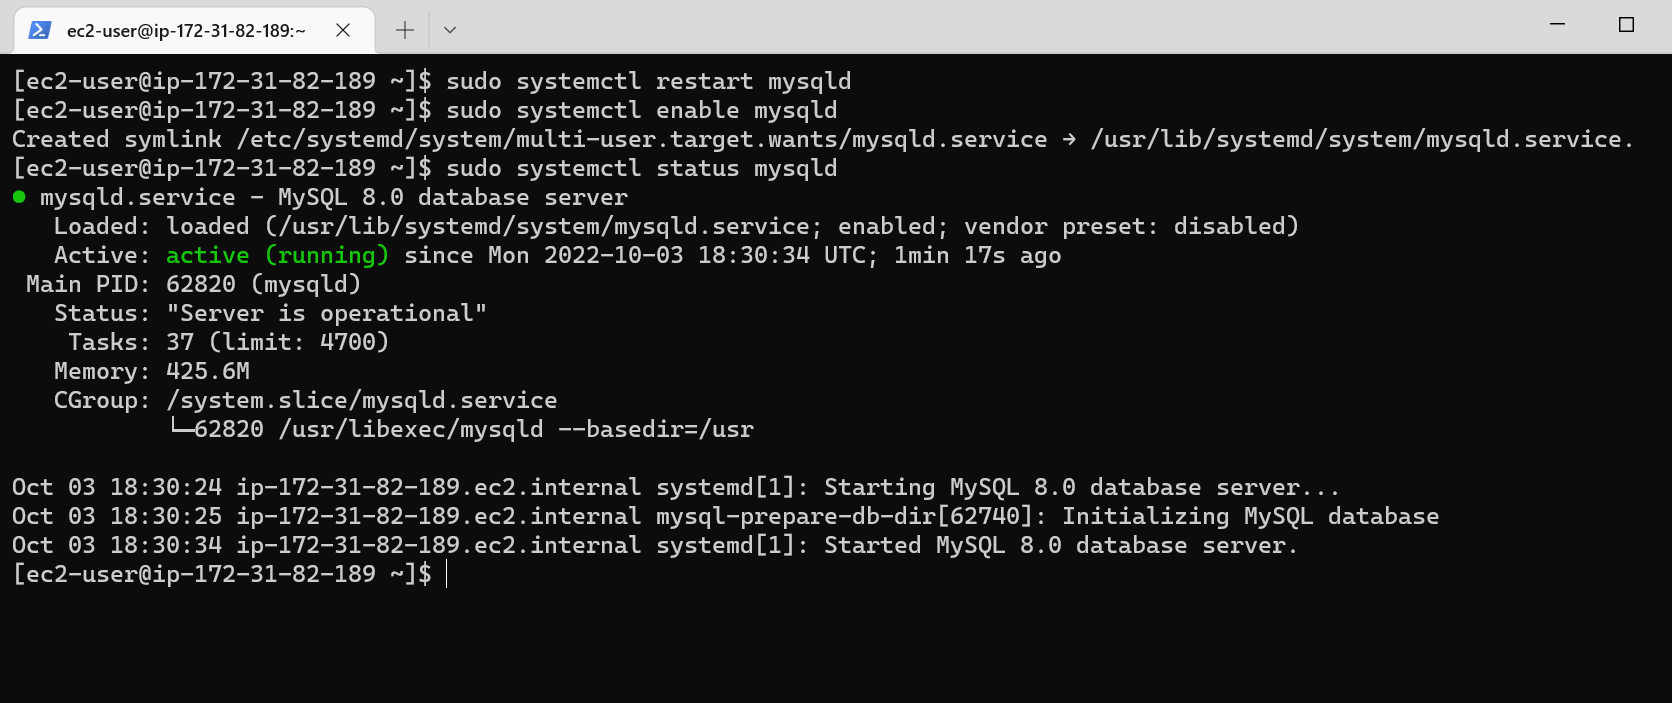 ec2-user@ip-172-31-82-189:~
[ec2-user@ip-172-31-82-189 ~]$ sudo systemctl restart mysqld
[ec2-user@ip-172-31-82-189 ~]$ sudo systemctl enable mysqld
Created symlink /etc/systemd/system/multi-user.target.wants/mysqld.service → /usr/lib/systemd/system/mysqld.service.
[ec2-user@ip-172-31-82-189 ~]$ sudo systemctl status mysqld
● mysqld.service - MySQL 8.0 database server
   Loaded: loaded (/usr/lib/systemd/system/mysqld.service; enabled; vendor preset: disabled)
   Active: active (running) since Mon 2022-10-03 18:30:34 UTC; 1min 17s ago
 Main PID: 62820 (mysqld)
   Status: "Server is operational"
    Tasks: 37 (limit: 4700)
   Memory: 425.6M
   CGroup: /system.slice/mysqld.service
           └─62820 /usr/libexec/mysqld --basedir=/usr

Oct 03 18:30:24 ip-172-31-82-189.ec2.internal systemd[1]: Starting MySQL 8.0 database server...
Oct 03 18:30:25 ip-172-31-82-189.ec2.internal mysql-prepare-db-dir[62740]: Initializing MySQL database
Oct 03 18:30:34 ip-172-31-82-189.ec2.internal systemd[1]: Started MySQL 8.0 database server.
[ec2-user@ip-172-31-82-189 ~]$